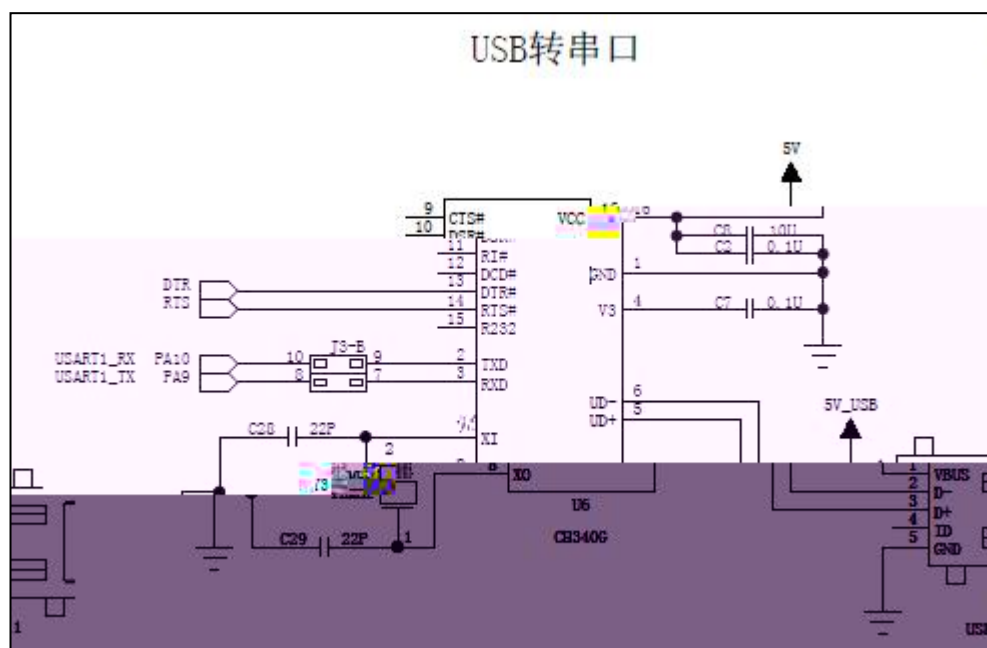 USB转串口
5V
9 CTS# VCC
10 DSR#
C8 10U
11 RI# C2 0.1U
12 DCD# GND 1
DTR 13 DTR#
RTS 14 RTS# V3 4 C7 0.1U
15 R232
J3-B
USART1_RX PA10 10 9 2 TXD
USART1_TX PA9 8 7 3 RXD
UD- 6
UD+ 5 5V_USB
C28 22P XI
2
8 XO 1 VBUS
2 D-
U6 3 D+
4 ID
C29 22P 1 CH340G 5 GND
1